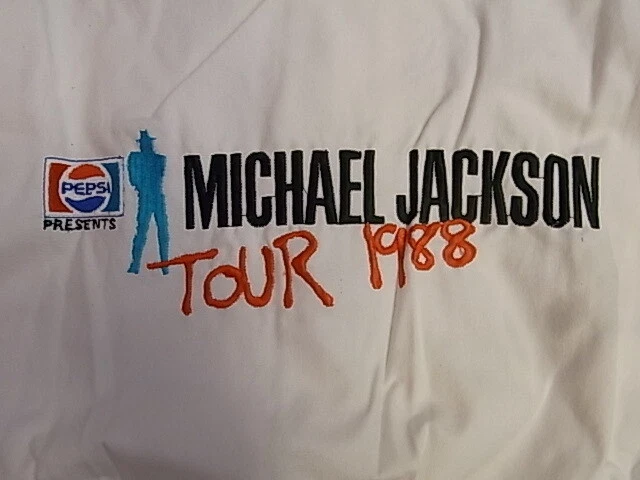 PEPSI
PRESENTS
MICHAEL JACKSON
TOUR 1988